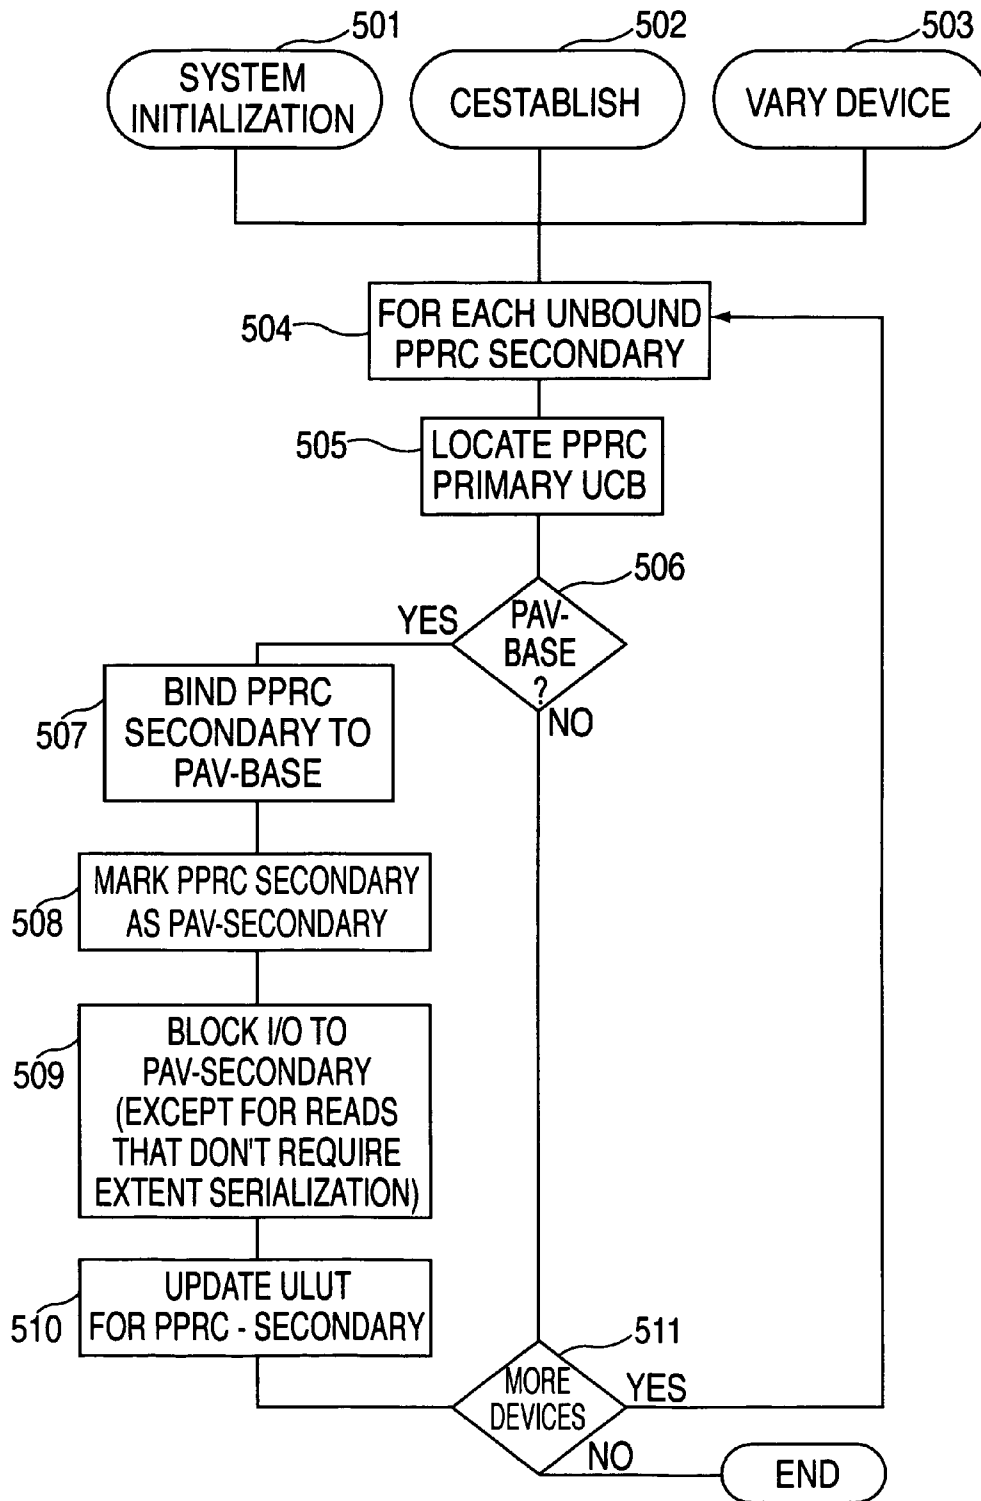 501
502
503
SYSTEM
INITIALIZATION
CESTABLISH
VARY DEVICE
504
FOR EACH UNBOUND
PPRC SECONDARY
505
LOCATE PPRC
PRIMARY UCB
506
YES
PAV-
BASE
?
NO
507
BIND PPRC
SECONDARY TO
PAV-BASE
508
MARK PPRC SECONDARY
AS PAV-SECONDARY
509
BLOCK I/O TO
PAV-SECONDARY
(EXCEPT FOR READS
THAT DON'T REQUIRE
EXTENT SERIALIZATION)
510
UPDATE ULUT
FOR PPRC - SECONDARY
511
MORE
DEVICES
YES
NO
END